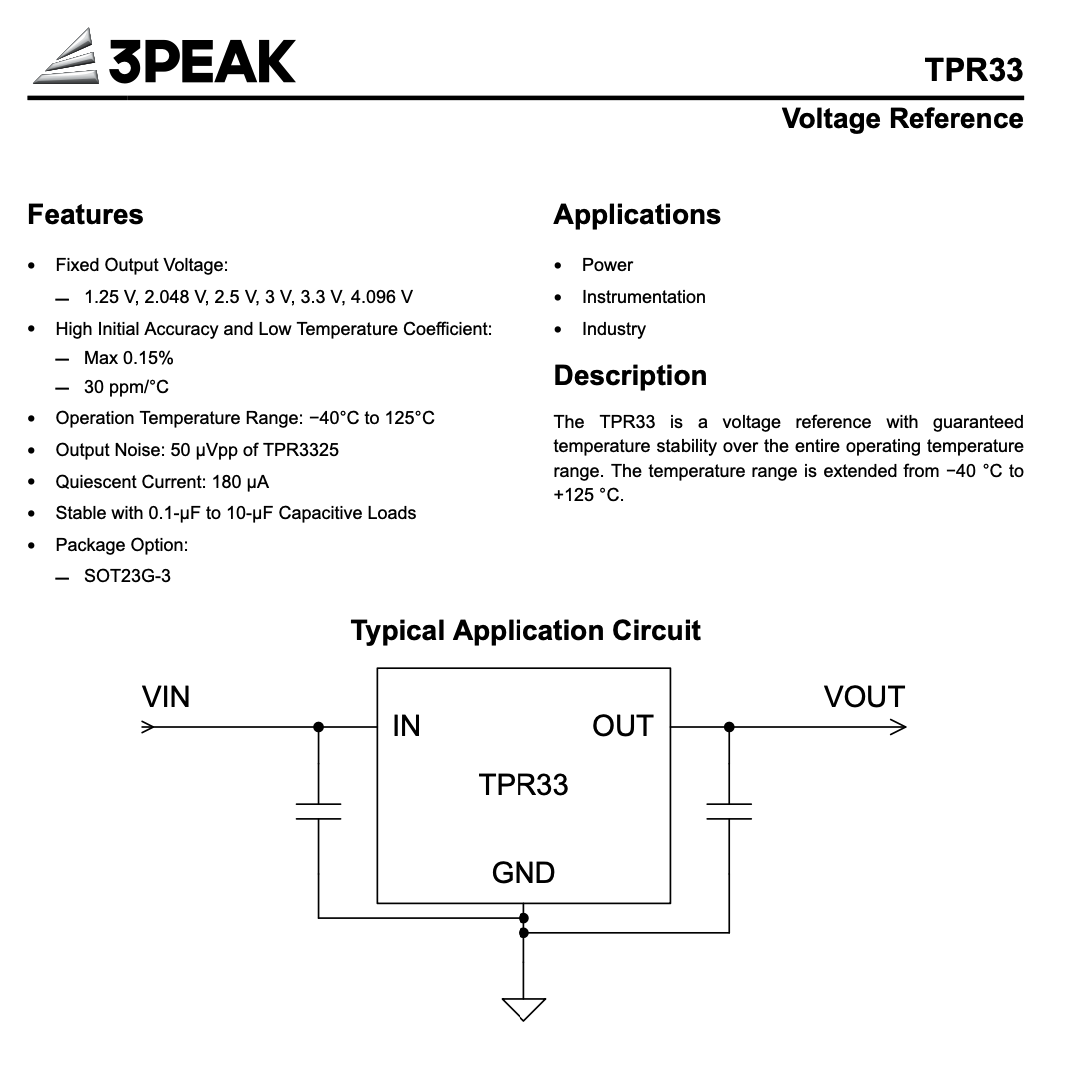 3PEAK
TPR33
Voltage Reference
Features
• Fixed Output Voltage:
– 1.25 V, 2.048 V, 2.5 V, 3 V, 3.3 V, 4.096 V
• High Initial Accuracy and Low Temperature Coefficient:
– Max 0.15%
– 30 ppm/°C
• Operation Temperature Range: −40°C to 125°C
• Output Noise: 50 µVpp of TPR3325
• Quiescent Current: 180 µA
• Stable with 0.1-µF to 10-µF Capacitive Loads
• Package Option:
– SOT23G-3
Applications
• Power
• Instrumentation
• Industry
Description
The TPR33 is a voltage reference with guaranteed
temperature stability over the entire operating temperature
range. The temperature range is extended from −40 °C to
+125 °C.
Typical Application Circuit
VIN
VOUT
IN
OUT
TPR33
GND